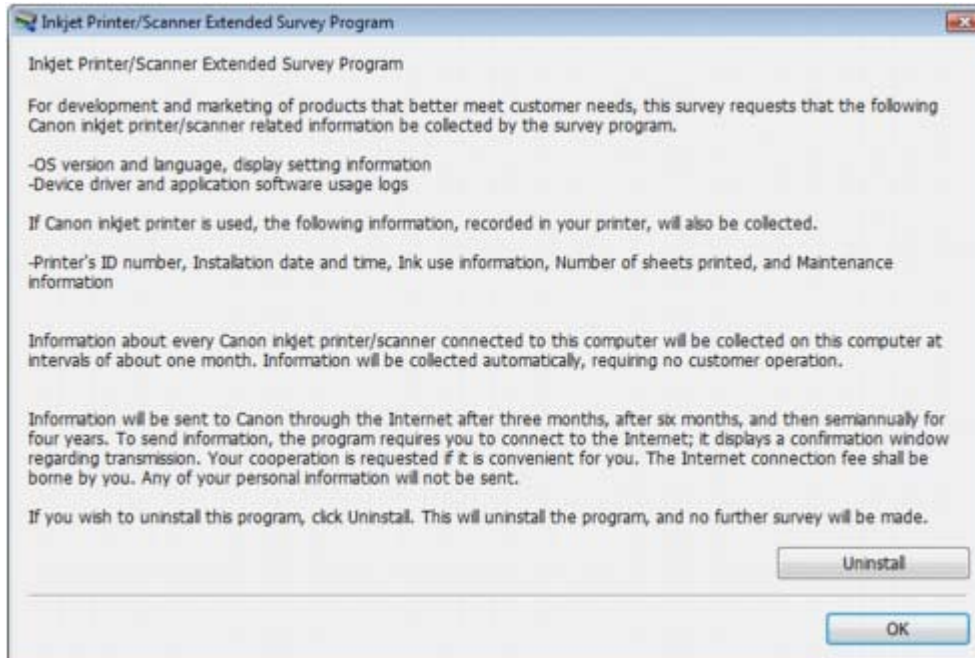 Inkjet Printer/Scanner Extended Survey Program
Inkjet Printer/Scanner Extended Survey Program
For development and marketing of products that better meet customer needs, this survey requests that the following
Canon inkjet printer/scanner related information be collected by the survey program.
-OS version and language, display setting information
-Device driver and application software usage logs
If Canon inkjet printer is used, the following information, recorded in your printer, will also be collected.
-Printer's ID number, Installation date and time, Ink use information, Number of sheets printed, and Maintenance
information
Information about every Canon inkjet printer/scanner connected to this computer will be collected on this computer at
intervals of about one month. Information will be collected automatically, requiring no customer operation.
Information will be sent to Canon through the Internet after three months, after six months, and then semiannually for
four years. To send information, the program requires you to connect to the Internet; it displays a confirmation window
regarding transmission. Your cooperation is requested if it is convenient for you. The Internet connection fee shall be
borne by you. Any of your personal information will not be sent.
If you wish to uninstall this program, click Uninstall. This will uninstall the program, and no further survey will be made.
Uninstall
OK